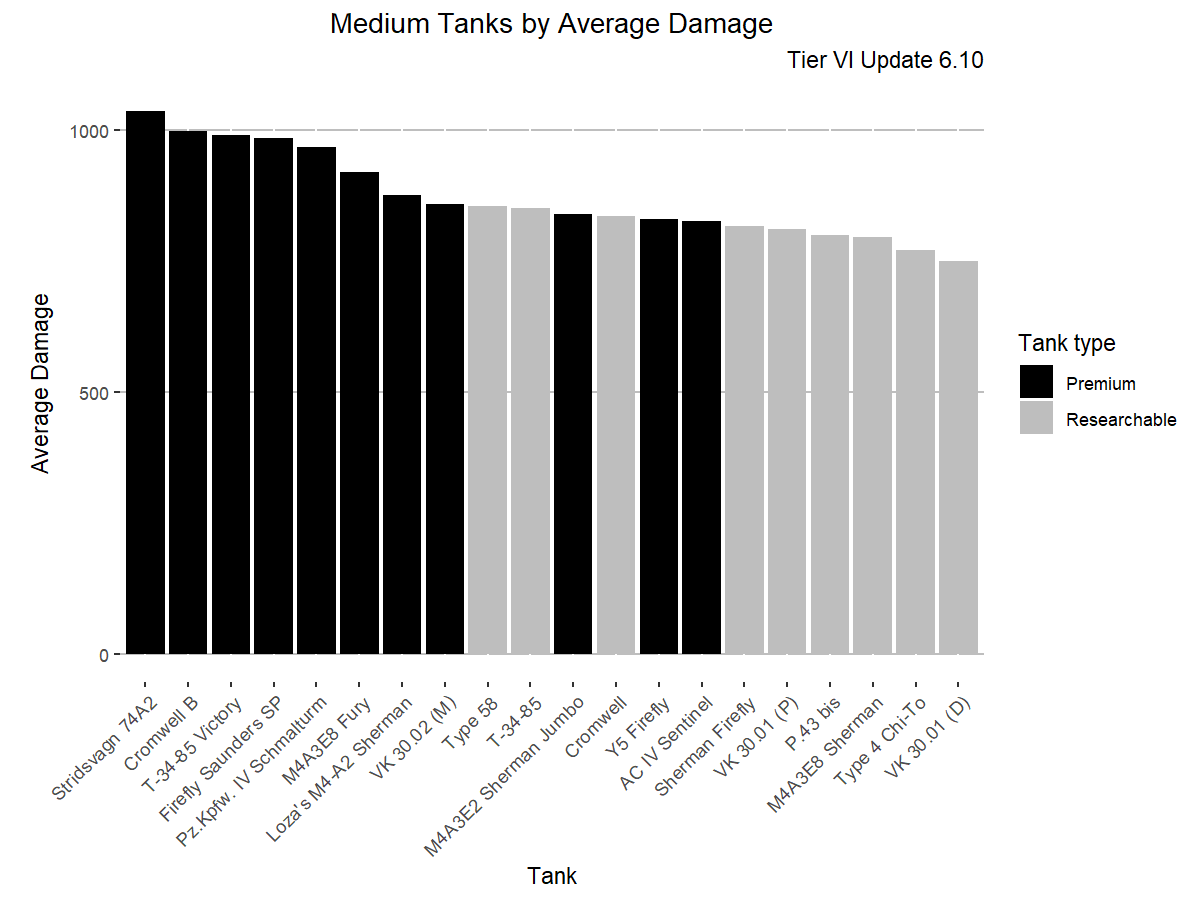 Medium Tanks by Average Damage
Tier VI Update 6.10
Average Damage
1000
500
0
Stridsvagn 74A2
Cromwell B
T-34-85 Victory
Firefly Saunders SP
Pz.Kpfw. IV Schmalturm
M4A3E8 Fury
Loza's M4-A2 Sherman
VK 30.02 (M)
Type 58
T-34-85
M4A3E2 Sherman Jumbo
Cromwell
Y5 Firefly
AC IV Sentinel
Sherman Firefly
VK 30.01 (P)
P.43 bis
M4A3E8 Sherman
Type 4 Chi-To
VK 30.01 (D)
Tank
Tank type
Premium
Researchable